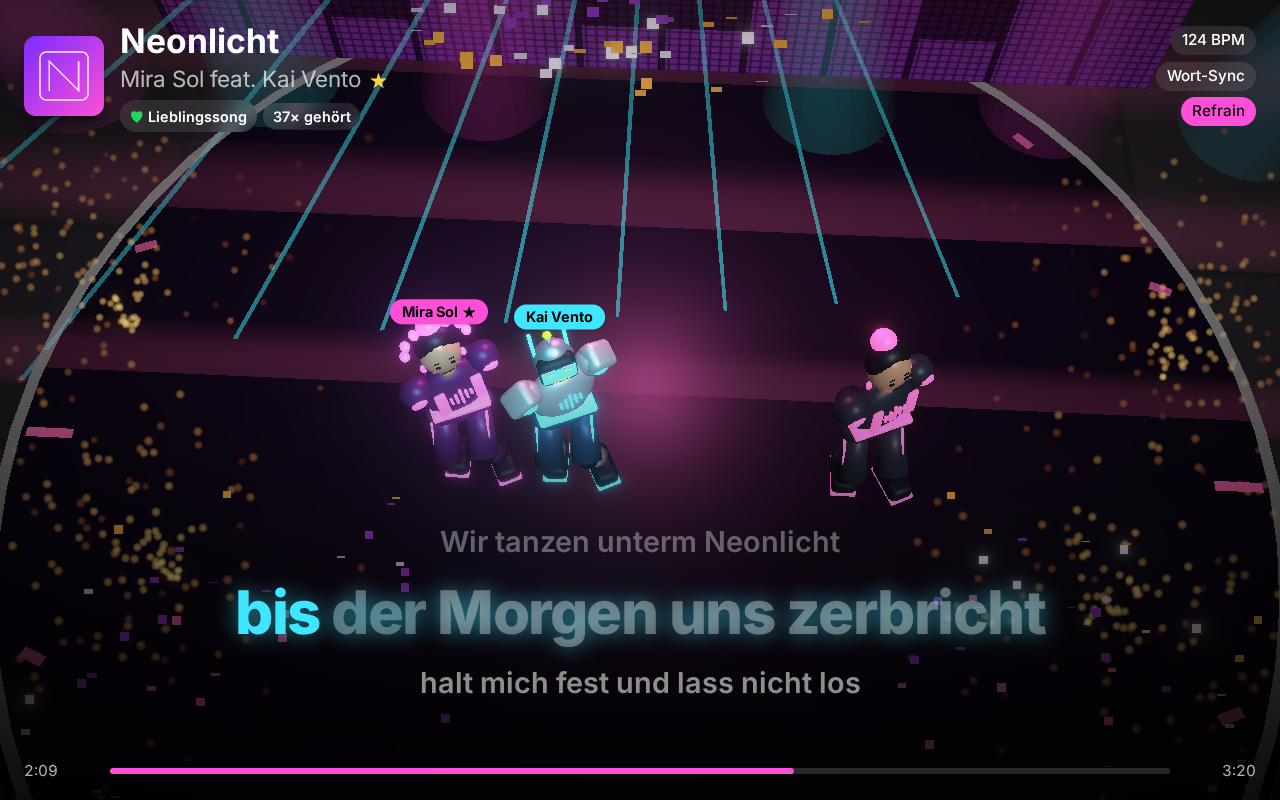 Neonlicht
Mira Sol feat. Kai Vento ★
Lieblingssong
37× gehört
124 BPM
Wort-Sync
Refrain
Mira Sol ★
Kai Vento
Wir tanzen unterm Neonlicht
bis der Morgen uns zerbricht
halt mich fest und lass nicht los
2:09
3:20